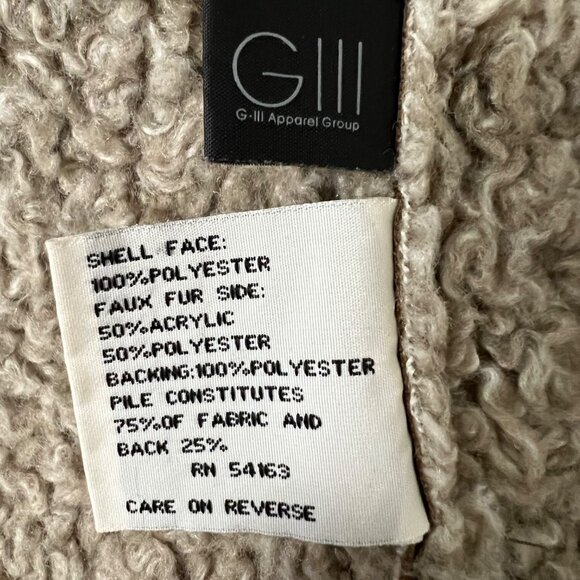 GIII
G-III Apparel Group
SHELL FACE:
100%POLYESTER
FAUX FUR SIDE:
50%ACRYLIC
50%POLYESTER
BACKING:100%POLYESTER
PILE CONSTITUTES
75%OF FABRIC AND
BACK 25%
RN 54163
CARE ON REVERSE